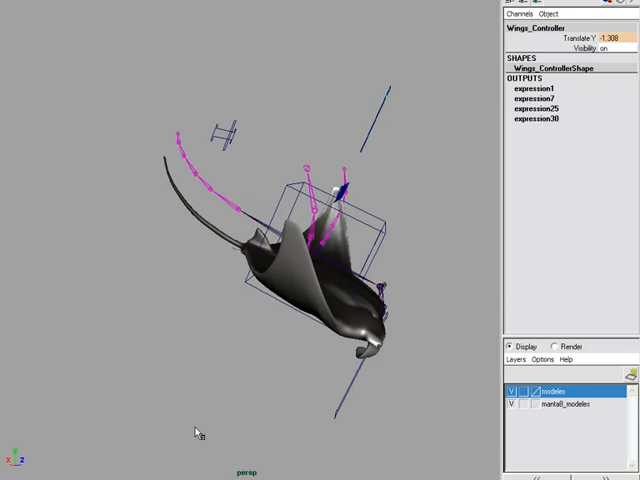 Channels Object
Wings_Controller
Translate Y -1.308
Visibility on
SHAPES
Wings_ControllerShape
OUTPUTS
expression1
expression7
expression25
expression30
Display Render
Layers Options Help
V modeles
V manta8_modeles
Y
X Z
persp